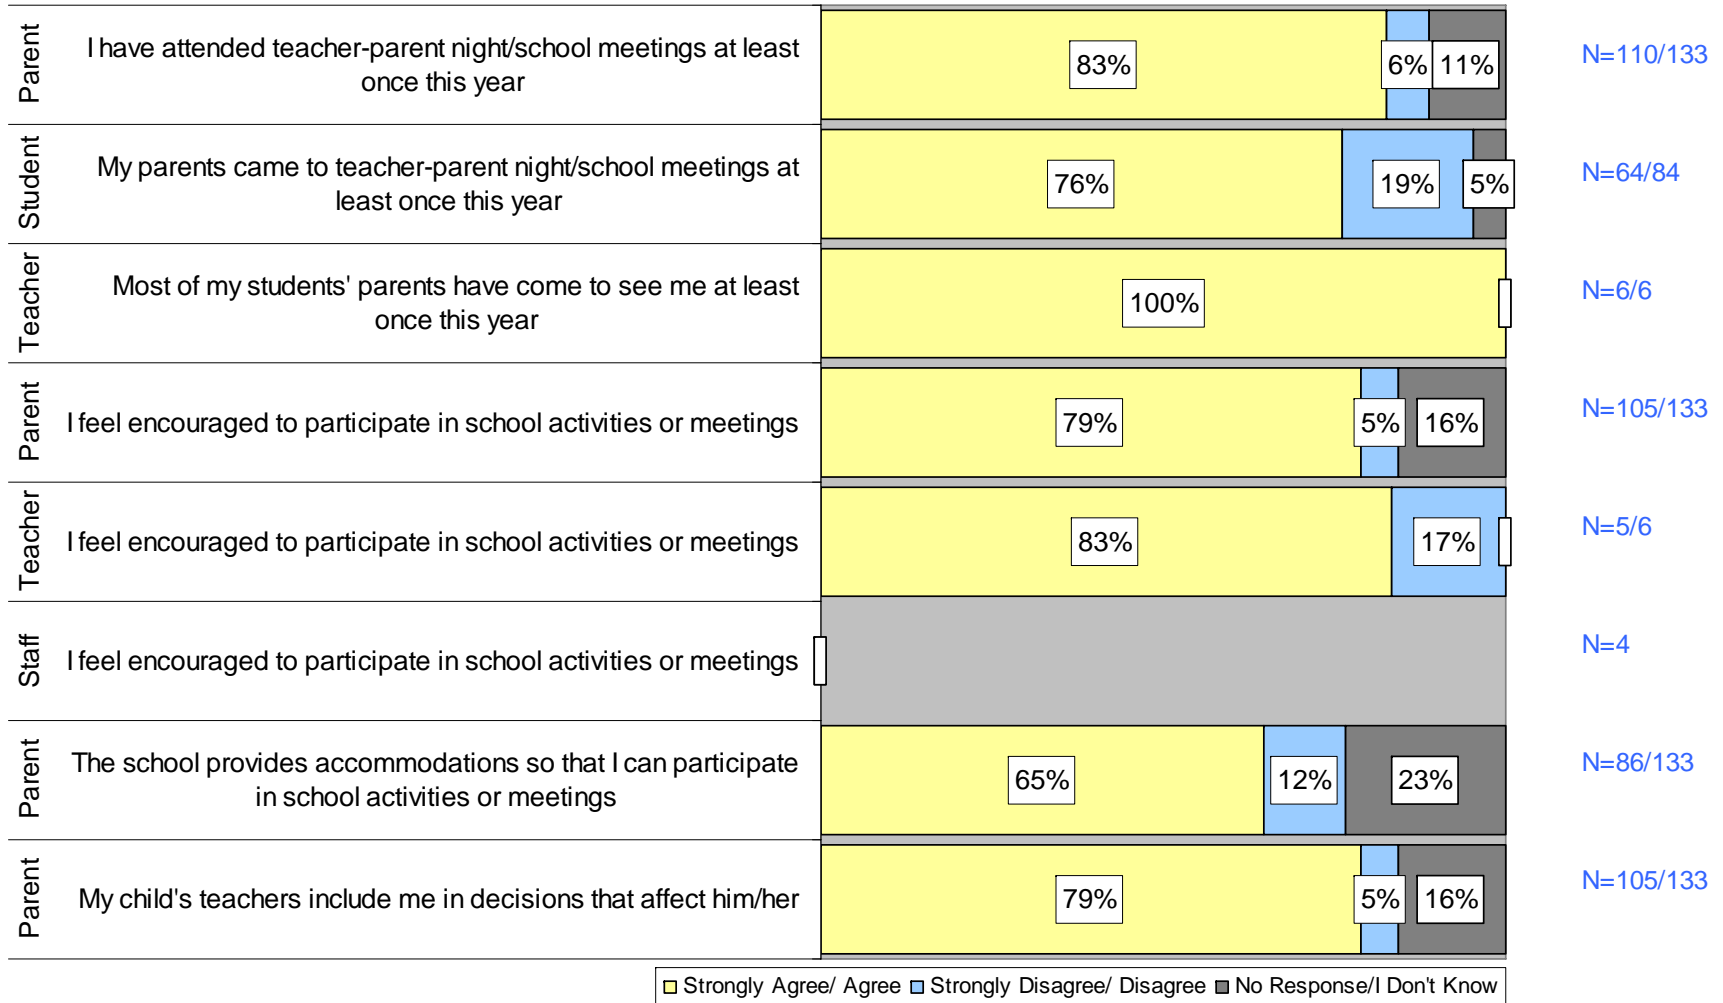 Parent
I have attended teacher-parent night/school meetings at least
once this year
83%
6%
11%
N=110/133
Student
My parents came to teacher-parent night/school meetings at
least once this year
76%
19%
5%
N=64/84
Teacher
Most of my students' parents have come to see me at least
once this year
100%
N=6/6
Parent
I feel encouraged to participate in school activities or meetings
79%
5%
16%
N=105/133
Teacher
I feel encouraged to participate in school activities or meetings
83%
17%
N=5/6
Staff
I feel encouraged to participate in school activities or meetings
N=4
Parent
The school provides accommodations so that I can participate
in school activities or meetings
65%
12%
23%
N=86/133
Parent
My child's teachers include me in decisions that affect him/her
79%
5%
16%
N=105/133
Strongly Agree/ Agree
Strongly Disagree/ Disagree
No Response/I Don't Know